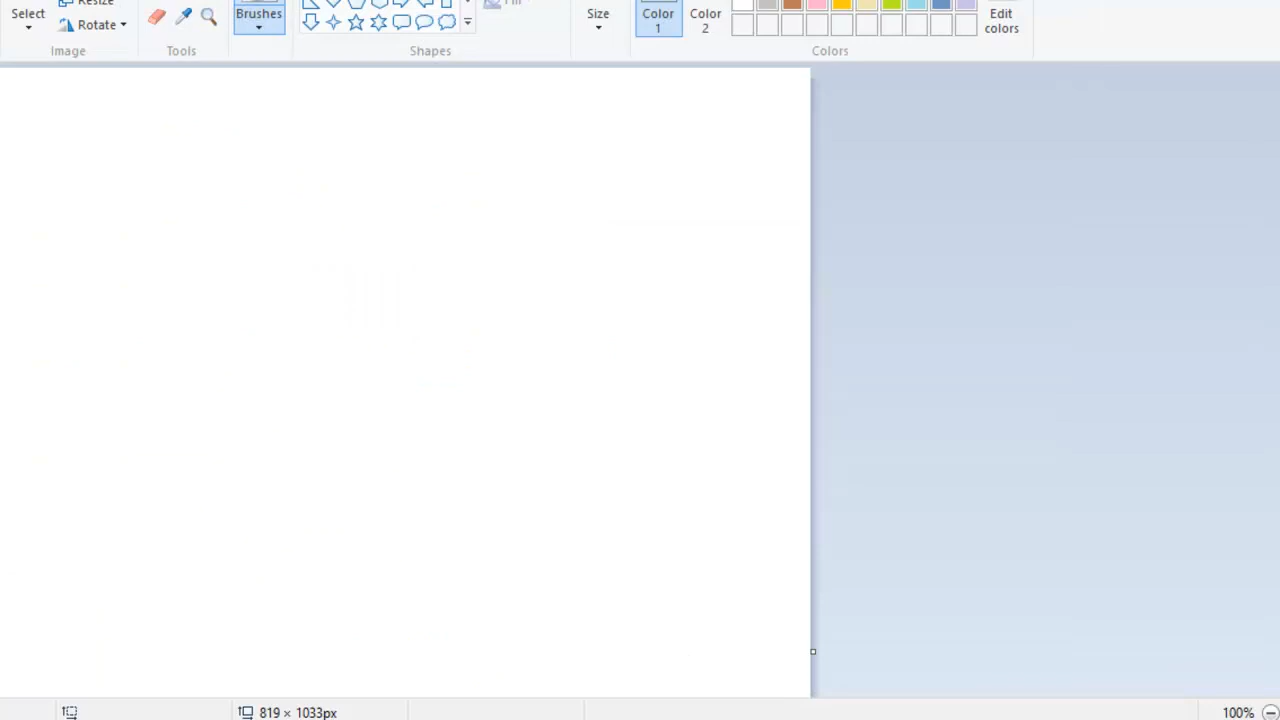 Resize
Select
Rotate
Brushes
Fill
Size
Color 1
Color 2
Edit colors
Image
Tools
Shapes
Colors
819 × 1033px
100%